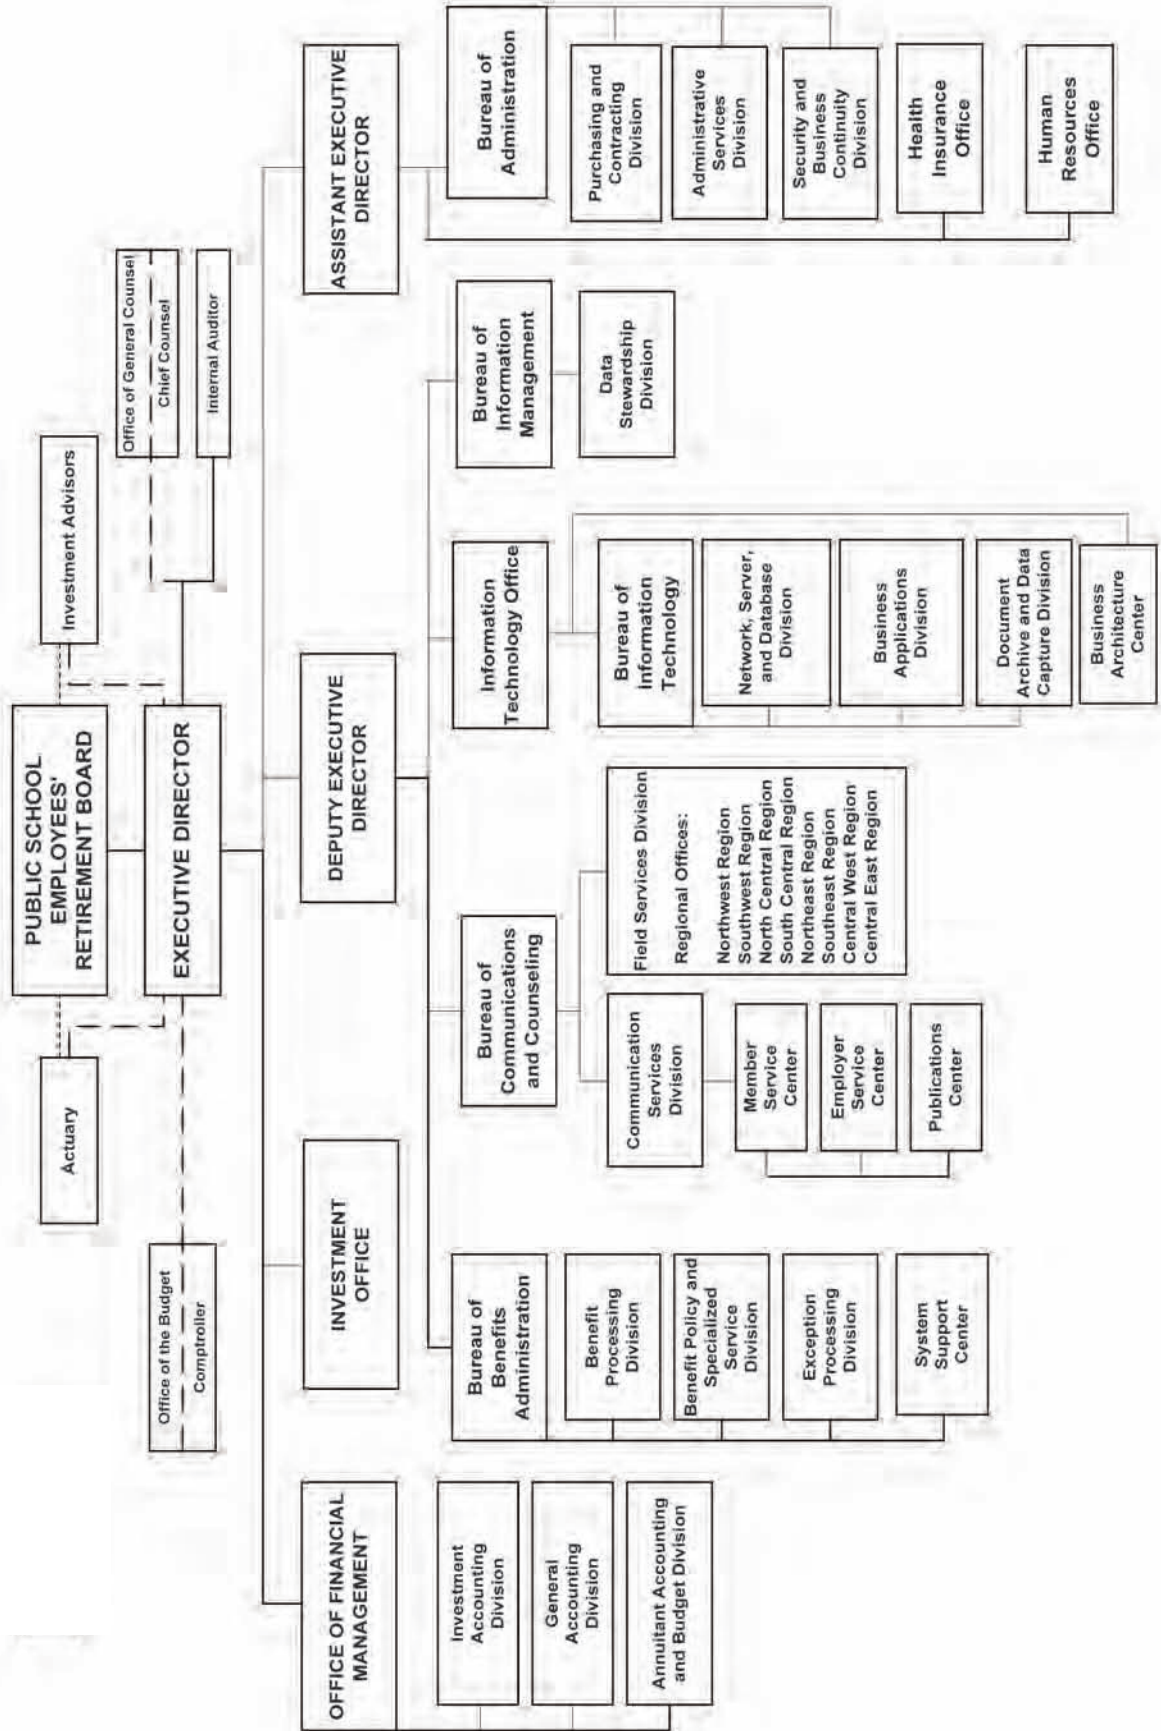 PUBLIC SCHOOL
EMPLOYEES'
RETIREMENT BOARD
Actuary
Investment Advisors
EXECUTIVE DIRECTOR
Office of the Budget
Comptroller
Office of General Counsel
Chief Counsel
Internal Auditor
OFFICE OF FINANCIAL
MANAGEMENT
INVESTMENT
OFFICE
DEPUTY EXECUTIVE
DIRECTOR
ASSISTANT EXECUTIVE
DIRECTOR
Investment
Accounting
Division
General
Accounting
Division
Annuitant Accounting
and Budget Division
Bureau of
Benefits
Administration
Benefit
Processing
Division
Benefit Policy and
Specialized
Service
Division
Exception
Processing
Division
System
Support
Center
Bureau of
Communications
and Counseling
Communication
Services
Division
Member
Service
Center
Employer
Service
Center
Publications
Center
Field Services Division
Regional Offices:
Northwest Region
Southwest Region
North Central Region
South Central Region
Northeast Region
Southeast Region
Central West Region
Central East Region
Information
Technology Office
Bureau of
Information
Technology
Network, Server,
and Database
Division
Business
Applications
Division
Document
Archive and Data
Capture Division
Business
Architecture
Center
Bureau of
Information
Management
Data
Stewardship
Division
Bureau of
Administration
Purchasing and
Contracting
Division
Administrative
Services
Division
Security and
Business
Continuity
Division
Health
Insurance
Office
Human
Resources
Office